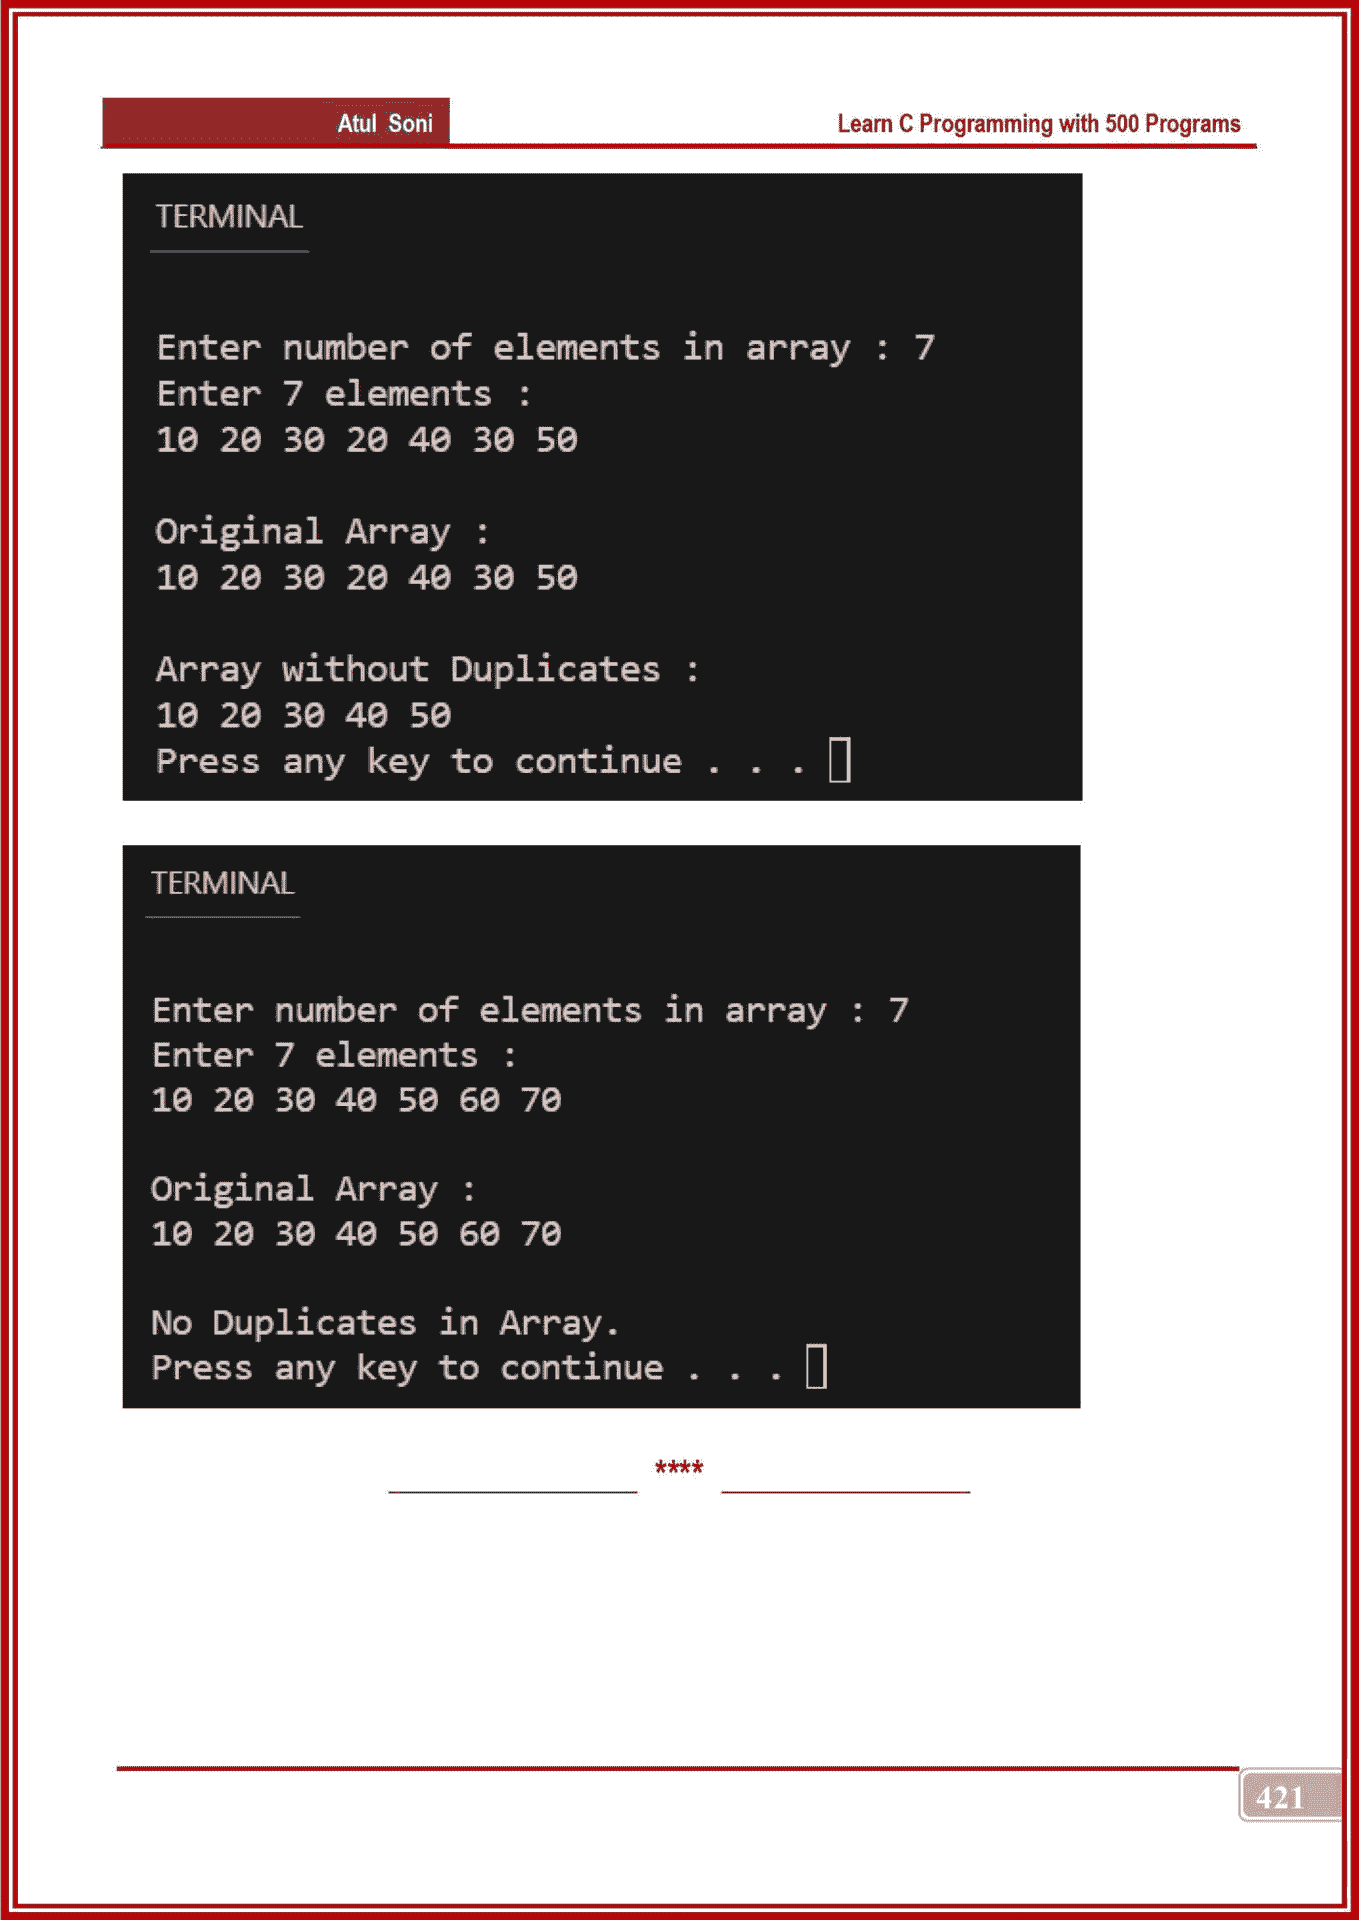 Atul Soni
Learn C Programming with 500 Programs
TERMINAL
Enter number of elements in array : 7
Enter 7 elements :
10 20 30 20 40 30 50
Original Array :
10 20 30 20 40 30 50
Array without Duplicates :
10 20 30 40 50
Press any key to continue . . .
TERMINAL
Enter number of elements in array : 7
Enter 7 elements :
10 20 30 40 50 60 70
Original Array :
10 20 30 40 50 60 70
No Duplicates in Array.
Press any key to continue . . .
****
421